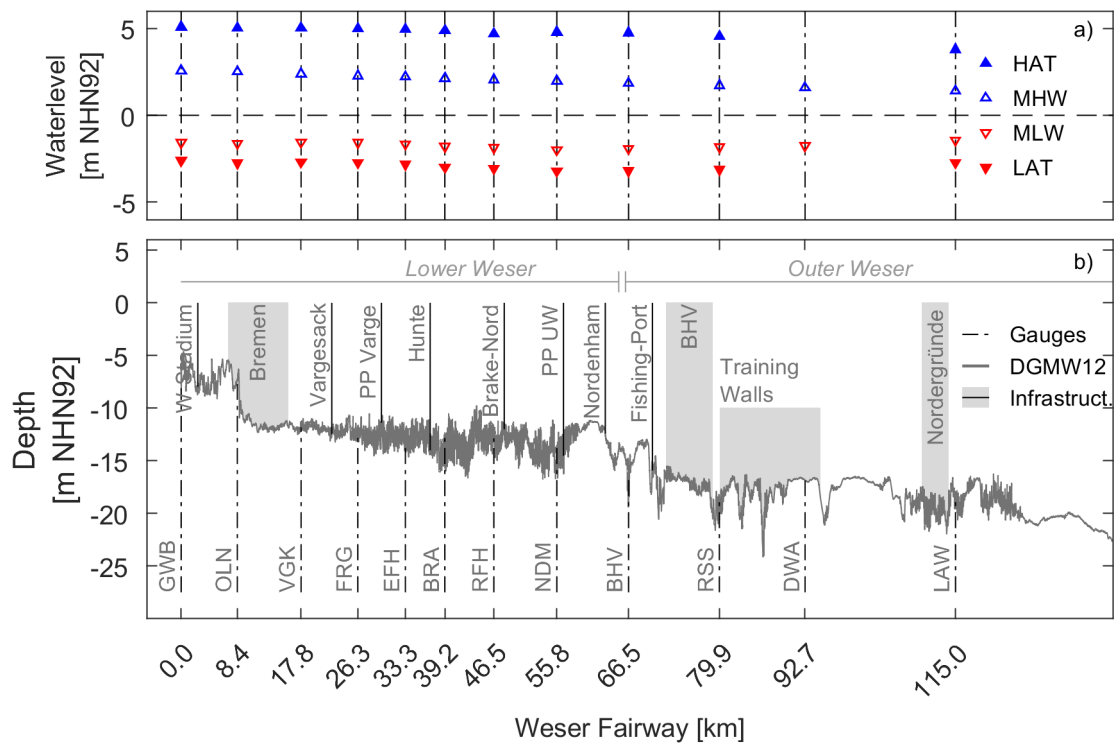 a)
5
0
-5
Waterlevel
[m NHN92]
HAT
MHW
MLW
LAT
b)
Lower Weser
Outer Weser
5
0
-5
-10
-15
-20
-25
Depth
[m NHN92]
W-Stadium
Bremen
Vargesack
PP Varge
Hunte
Brake-Nord
PP UW
Nordenham
Fishing-Port
BHV
Training
Walls
Nordergründe
Gauges
DGMW12
Infrastruct.
GWB
OLN
VGK
FRG
EFH
BRA
RFH
NDM
BHV
RSS
DWA
LAW
0.0
8.4
17.8
26.3
33.3
39.2
46.5
55.8
66.5
79.9
92.7
115.0
Weser Fairway [km]